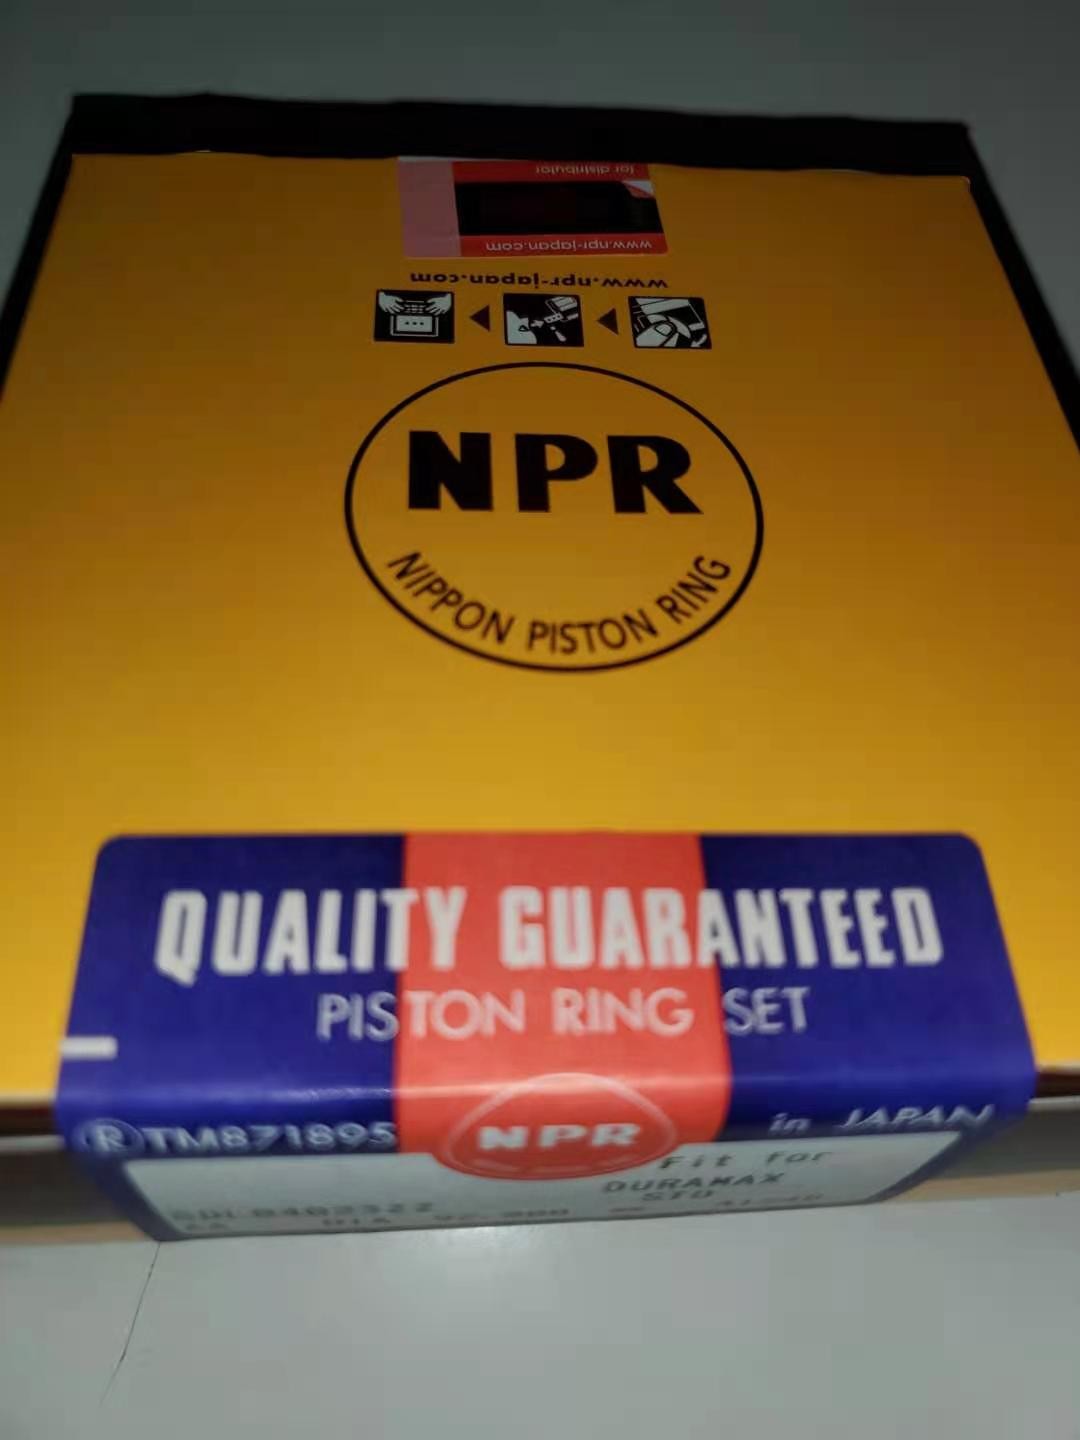 for distributor
www.npr-japan.com
www.npr-japan.com
NPR
NIPPON PISTON RING
QUALITY GUARANTEED
PISTON RING SET
®TM871895
NPR
in JAPAN
Fit for
DURAMAX
STD
DIA